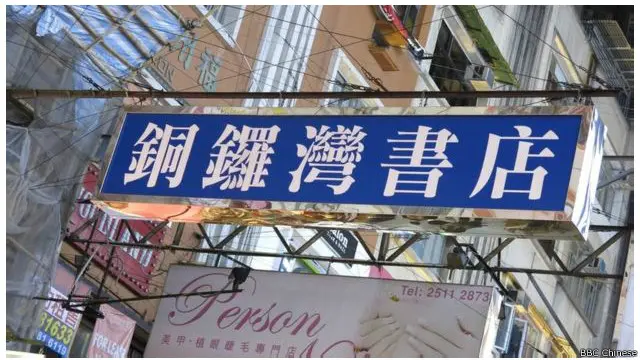 銅鑼灣書店
Person
Tel: 2511 2873
美甲·植眼睫毛專門店
BBC Chinese